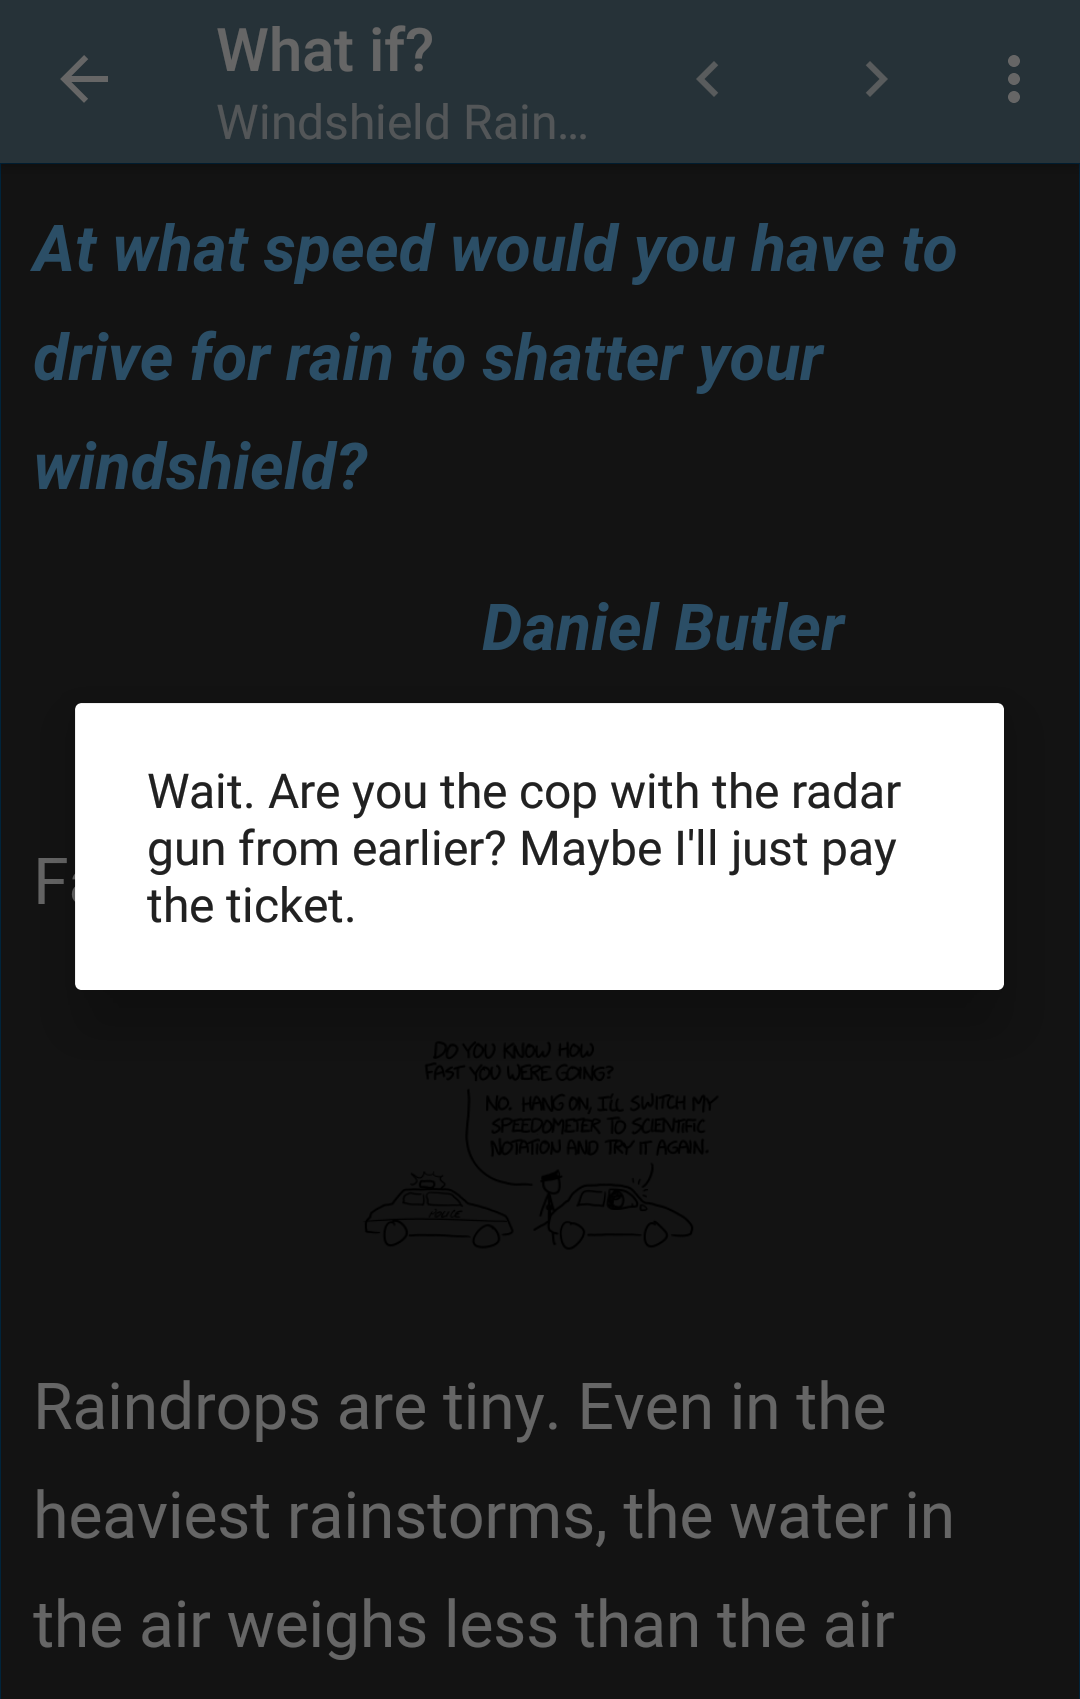 What if?
Windshield Rain...
At what speed would you have to
drive for rain to shatter your
windshield?
Daniel Butler
Wait. Are you the cop with the radar
gun from earlier? Maybe I'll just pay
the ticket.
DO YOU KNOW HOW
FAST YOU WERE GOING?
NO. HANG ON, I'LL SWITCH MY
SPEEDOMETER TO SCIENTIFIC
NOTATION AND TRY IT AGAIN.
POLICE
Raindrops are tiny. Even in the
heaviest rainstorms, the water in
the air weighs less than the air